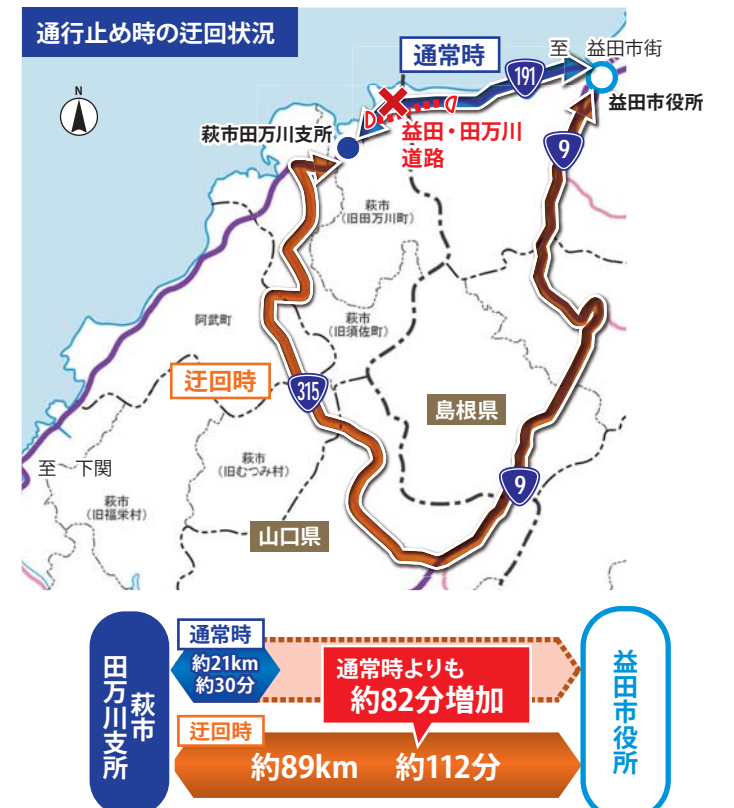 通行止め時の迂回状況
N
通常時
至 益田市街
191
益田市役所
萩市田万川支所
益田・田万川
道路
9
萩市
（旧田万川町）
阿武町
萩市
（旧須佐町）
迂回時
315
島根県
至 下関
萩市
（旧むつみ村）
9
萩市
（旧福栄村）
山口県
通常時
約21km
約30分
通常時よりも
約82分増加
萩市
田万川支所
益田市役所
迂回時
約89km 約112分